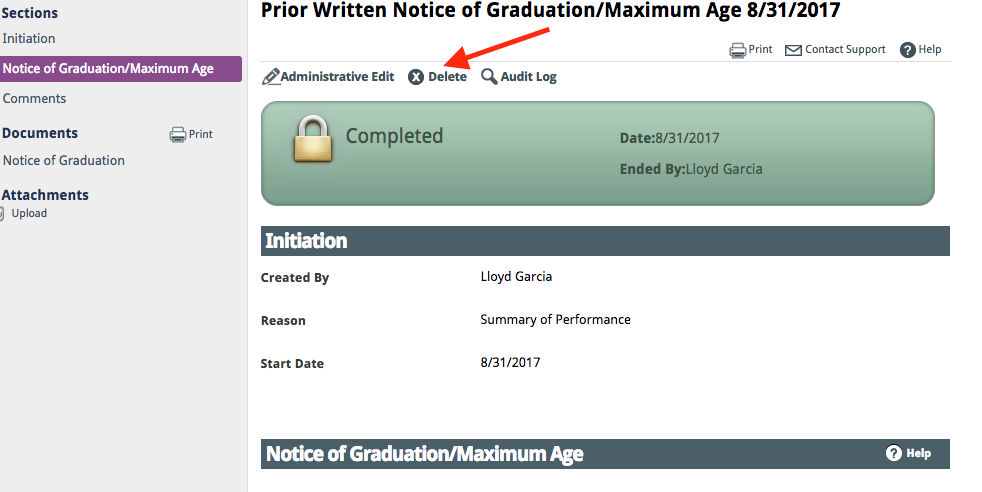 Sections
Initiation
Notice of Graduation/Maximum Age
Comments
Documents
Print
Notice of Graduation
Attachments
Upload
Prior Written Notice of Graduation/Maximum Age 8/31/2017
Print Contact Support Help
Administrative Edit Delete Audit Log
Completed
Date:8/31/2017
Ended By:Lloyd Garcia
Initiation
Created By Lloyd Garcia
Reason Summary of Performance
Start Date 8/31/2017
Notice of Graduation/Maximum Age Help